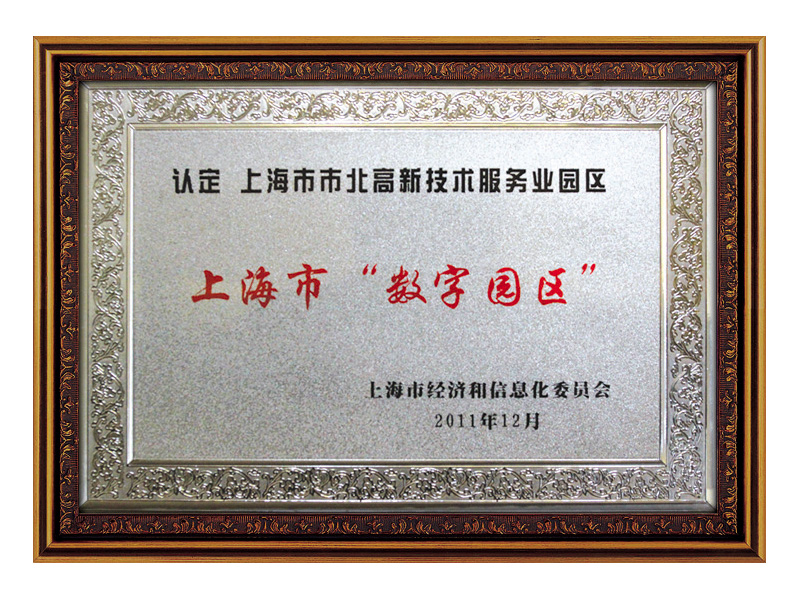 认定 上海市市北高新技术服务业园区
上海市“数字园区”
上海市经济和信息化委员会
2011年12月